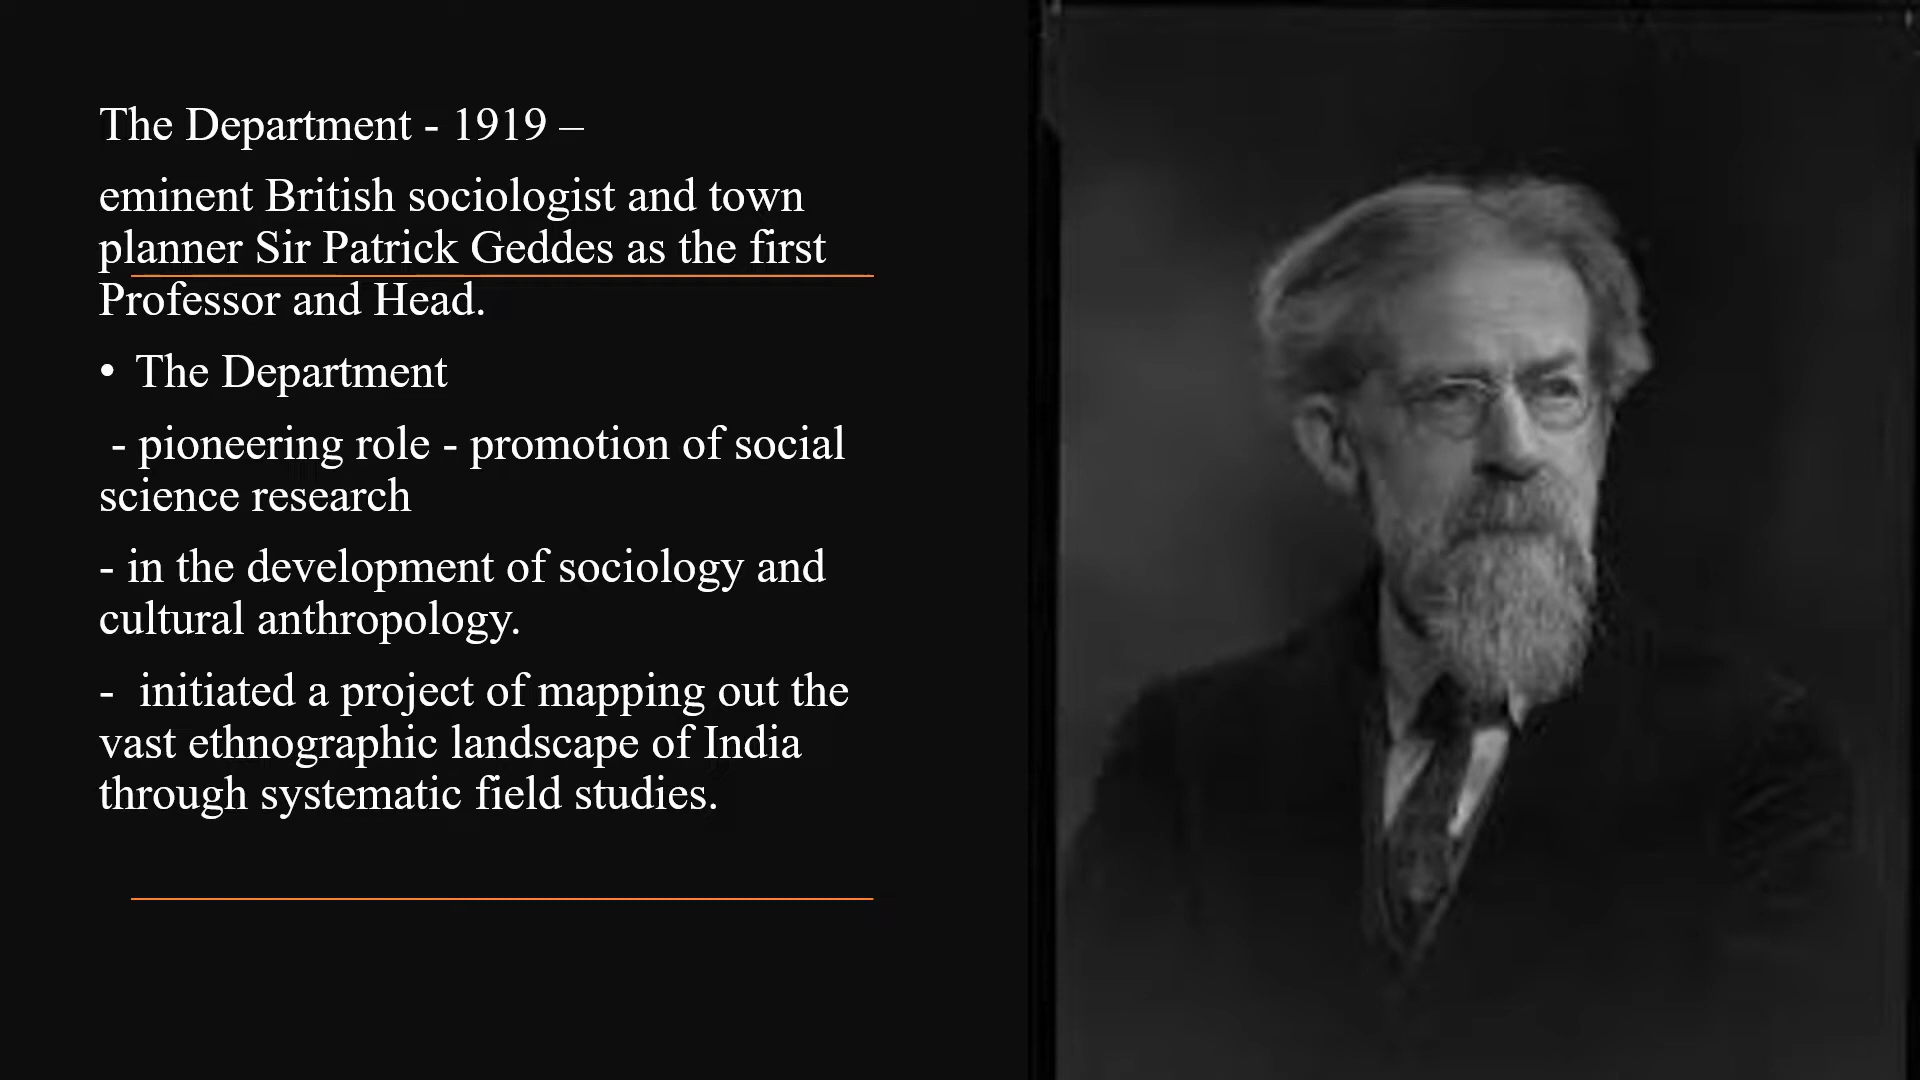 The Department - 1919 –
eminent British sociologist and town
planner Sir Patrick Geddes as the first
Professor and Head.
• The Department
- pioneering role - promotion of social
science research
- in the development of sociology and
cultural anthropology.
- initiated a project of mapping out the
vast ethnographic landscape of India
through systematic field studies.